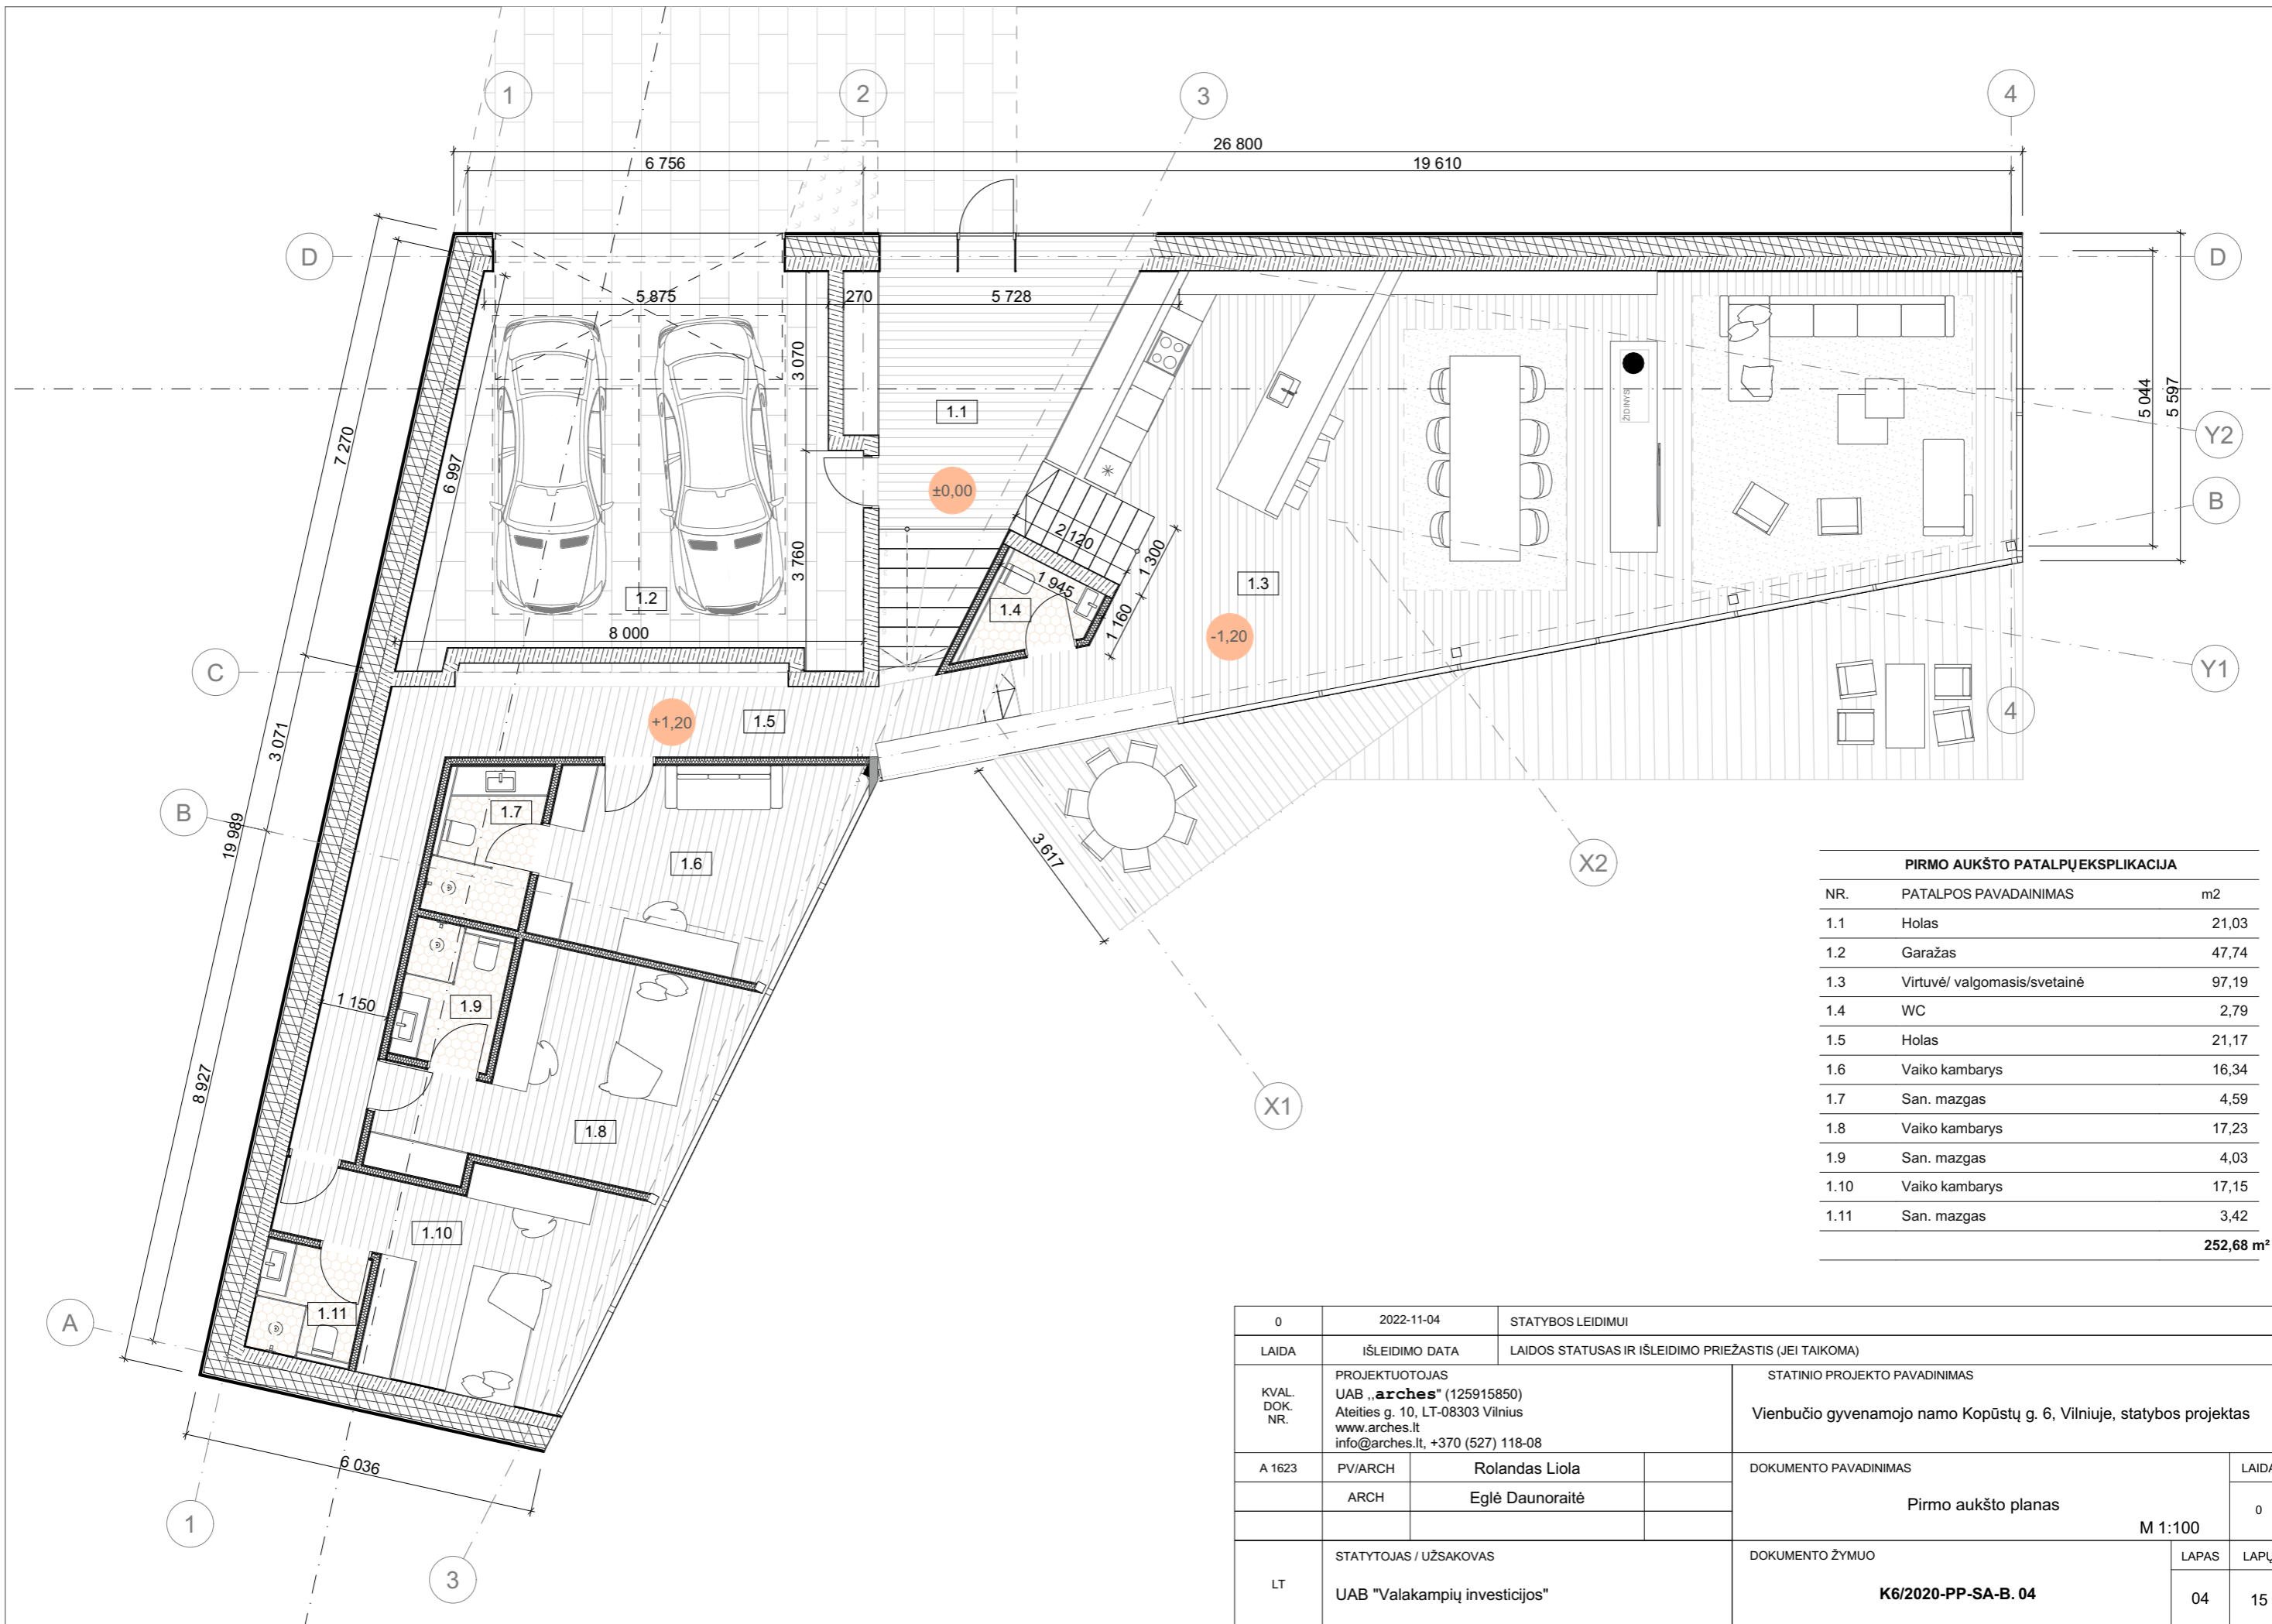 1
2
3
4
26 800
6 756
19 610
D
D
5 875
270
5 728
3 070
7 270
6 997
1.1
ŽIDINYS
5 044
5 597
Y2
±0,00
B
2 120
1 300
3 760
1.2
1.4
1 945
1.3
1 160
8 000
-1,20
C
Y1
+1,20
1.5
4
3 071
B
19 989
1.7
1.6
3 617
X2
1 150
1.9
8 927
X1
1.8
1.10
1.11
A
6 036
1
3
PIRMO AUKŠTO PATALPŲ EKSPLIKACIJA
NR. PATALPOS PAVADAINIMAS m2
1.1 Holas 21,03
1.2 Garažas 47,74
1.3 Virtuvė/ valgomasis/svetainė 97,19
1.4 WC 2,79
1.5 Holas 21,17
1.6 Vaiko kambarys 16,34
1.7 San. mazgas 4,59
1.8 Vaiko kambarys 17,23
1.9 San. mazgas 4,03
1.10 Vaiko kambarys 17,15
1.11 San. mazgas 3,42
252,68 m²
0 2022-11-04 STATYBOS LEIDIMUI
LAIDA IŠLEIDIMO DATA LAIDOS STATUSAS IR IŠLEIDIMO PRIEŽASTIS (JEI TAIKOMA)
KVAL.
DOK.
NR.
PROJEKTUOTOJAS
UAB ,,arches" (125915850)
Ateities g. 10, LT-08303 Vilnius
www.arches.lt
info@arches.lt, +370 (527) 118-08
STATINIO PROJEKTO PAVADINIMAS
Vienbučio gyvenamojo namo Kopūstų g. 6, Vilniuje, statybos projektas
A 1623 PV/ARCH Rolandas Liola
ARCH Eglė Daunoraitė
DOKUMENTO PAVADINIMAS
Pirmo aukšto planas
M 1:100
LAIDA
0
LT
STATYTOJAS / UŽSAKOVAS
UAB "Valakampių investicijos"
DOKUMENTO ŽYMUO
K6/2020-PP-SA-B. 04
LAPAS
04
LAPŲ
15